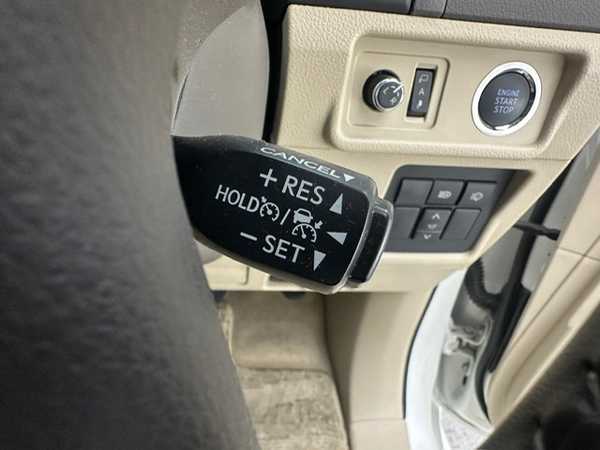 CANCEL▼
+ RES ▲
HOLD /
− SET ▼
A
ENGINE
START
STOP